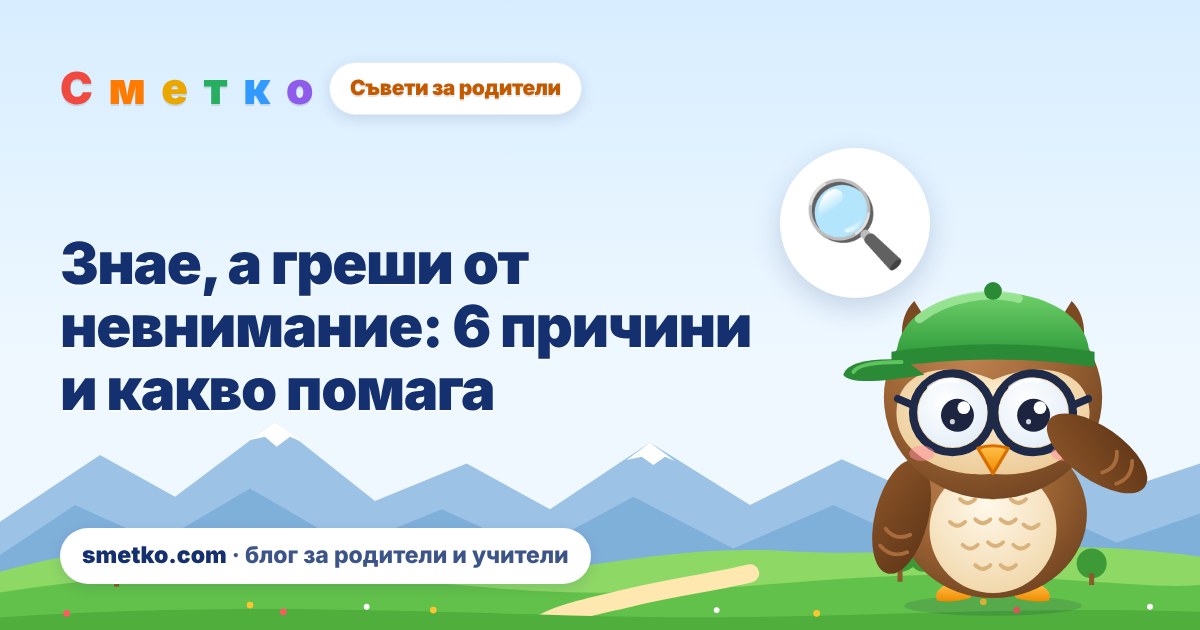 Сметко
Съвети за родители
Знае, а греши от
невнимание: 6 причини
и какво помага
smetko.com · блог за родители и учители